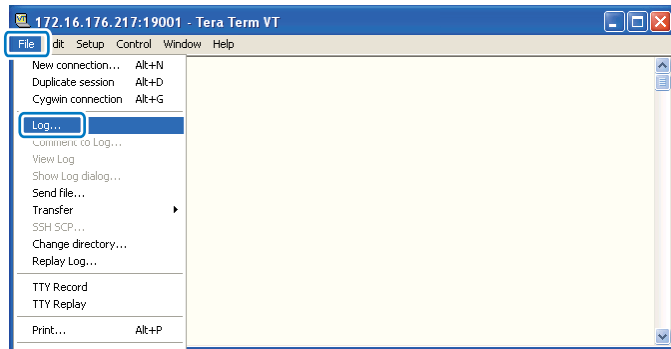 172.16.176.217:19001 - Tera Term VT
File dit Setup Control Window Help
New connection... Alt+N
Duplicate session Alt+D
Cygwin connection Alt+G
Log...
Comment to Log...
View Log
Show Log dialog...
Send file...
Transfer
SSH SCP...
Change directory...
Replay Log...
TTY Record
TTY Replay
Print... Alt+P